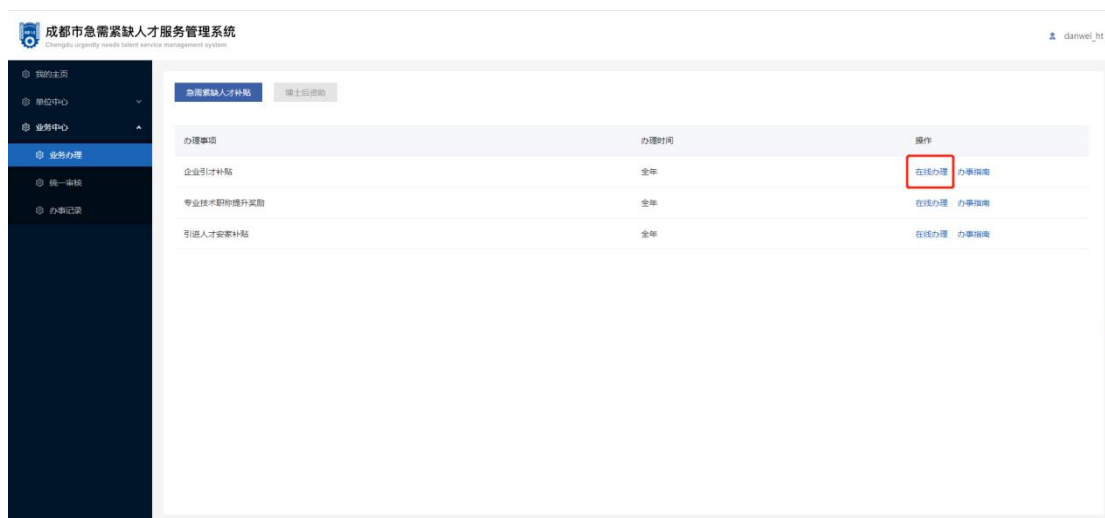 成都市急需紧缺人才服务管理系统
Chengdu urgently needs talent service management system
danwei_ht
我的主页
单位中心
业务中心
业务办理
统一审核
办事记录
急需紧缺人才补贴 博士后资助
办理事项 办理时间 操作
企业引才补贴 全年 在线办理 办事指南
专业技术职称提升奖励 全年 在线办理 办事指南
引进人才安家补贴 全年 在线办理 办事指南